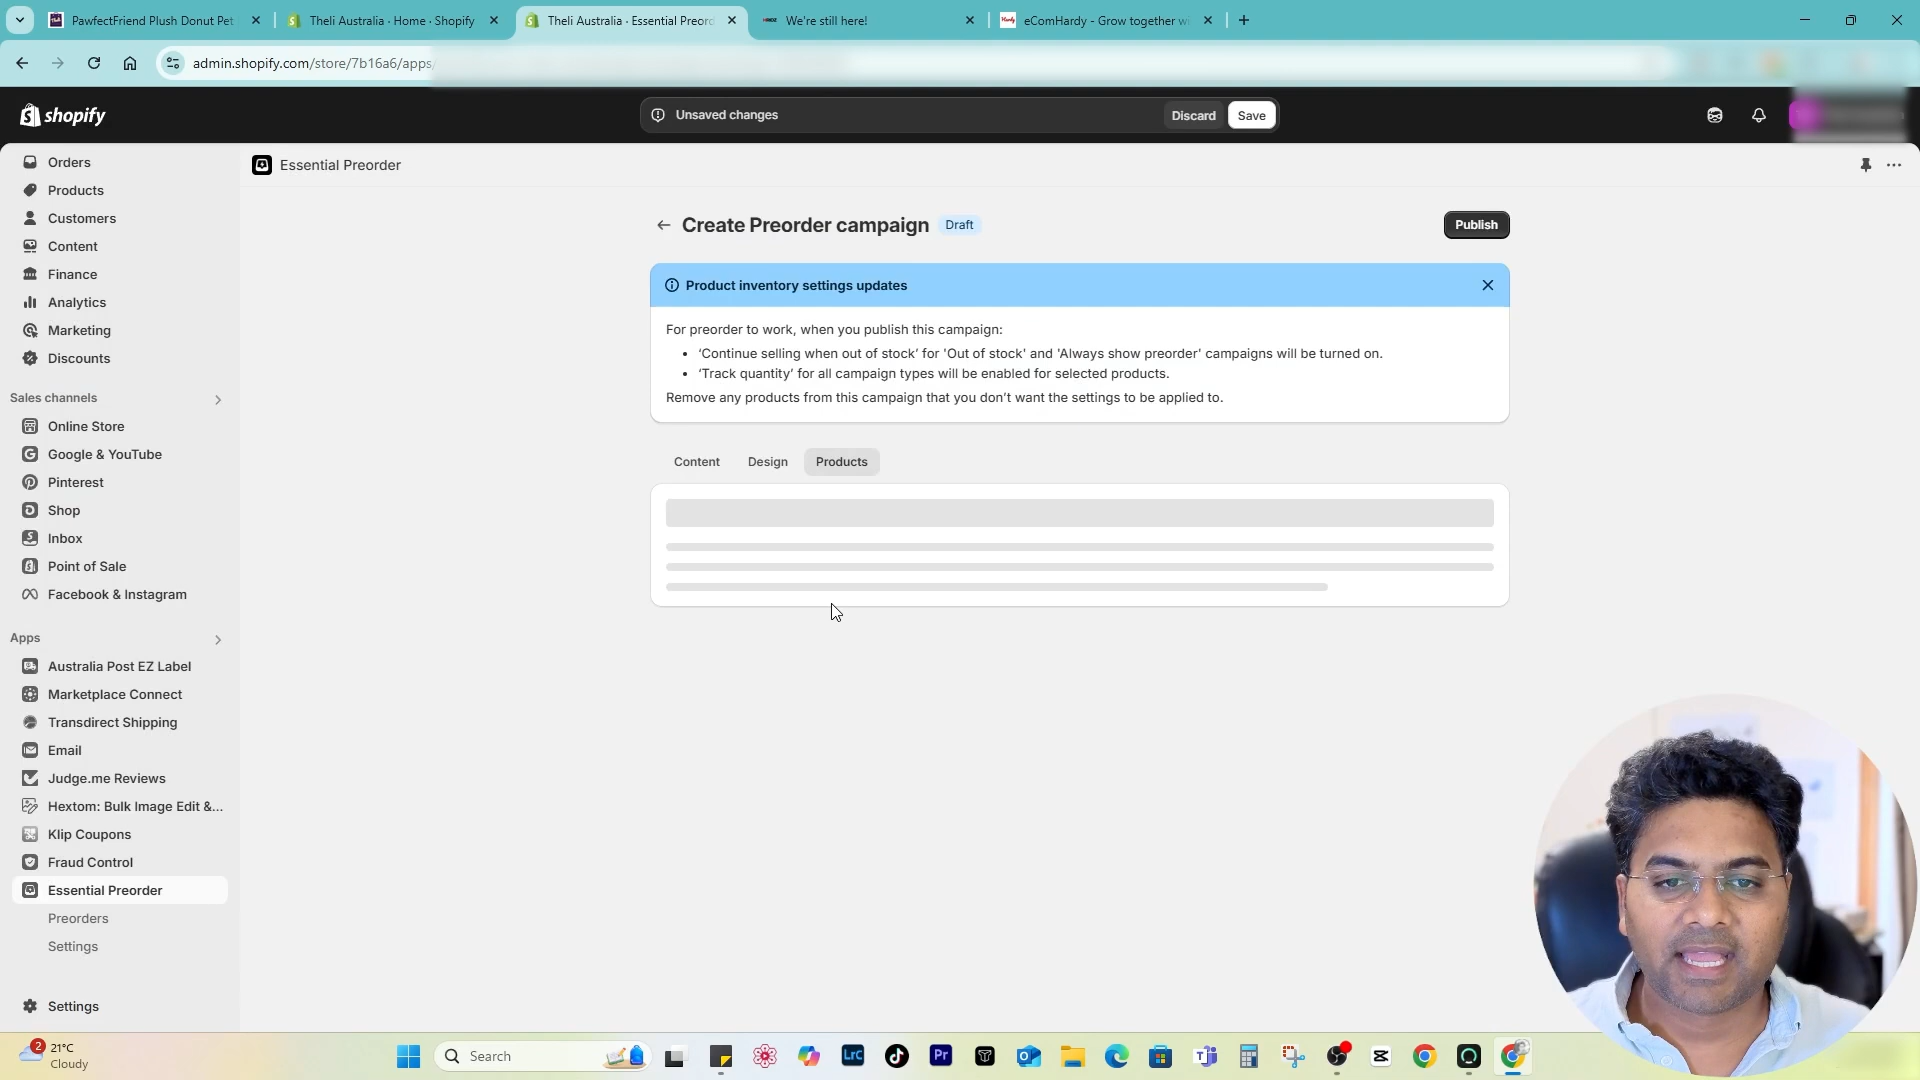 PawfectFriend Plush Donut Pet
Theli Australia · Home · Shopify
Theli Australia · Essential Preord
We're still here!
eComHardy - Grow together wi
admin.shopify.com/store/7b16a6/apps/
shopify
Unsaved changes
Discard
Save
Orders
Products
Customers
Content
Finance
Analytics
Marketing
Discounts
Sales channels
Online Store
Google & YouTube
Pinterest
Shop
Inbox
Point of Sale
Facebook & Instagram
Apps
Australia Post EZ Label
Marketplace Connect
Transdirect Shipping
Email
Judge.me Reviews
Hextom: Bulk Image Edit &...
Klip Coupons
Fraud Control
Essential Preorder
Preorders
Settings
Settings
Essential Preorder
Create Preorder campaign
Draft
Publish
Product inventory settings updates
For preorder to work, when you publish this campaign:
• ‘Continue selling when out of stock’ for 'Out of stock' and 'Always show preorder' campaigns will be turned on.
• ‘Track quantity’ for all campaign types will be enabled for selected products.
Remove any products from this campaign that you don’t want the settings to be applied to.
Content
Design
Products
2
21°C
Cloudy
Search
LrC
Pr